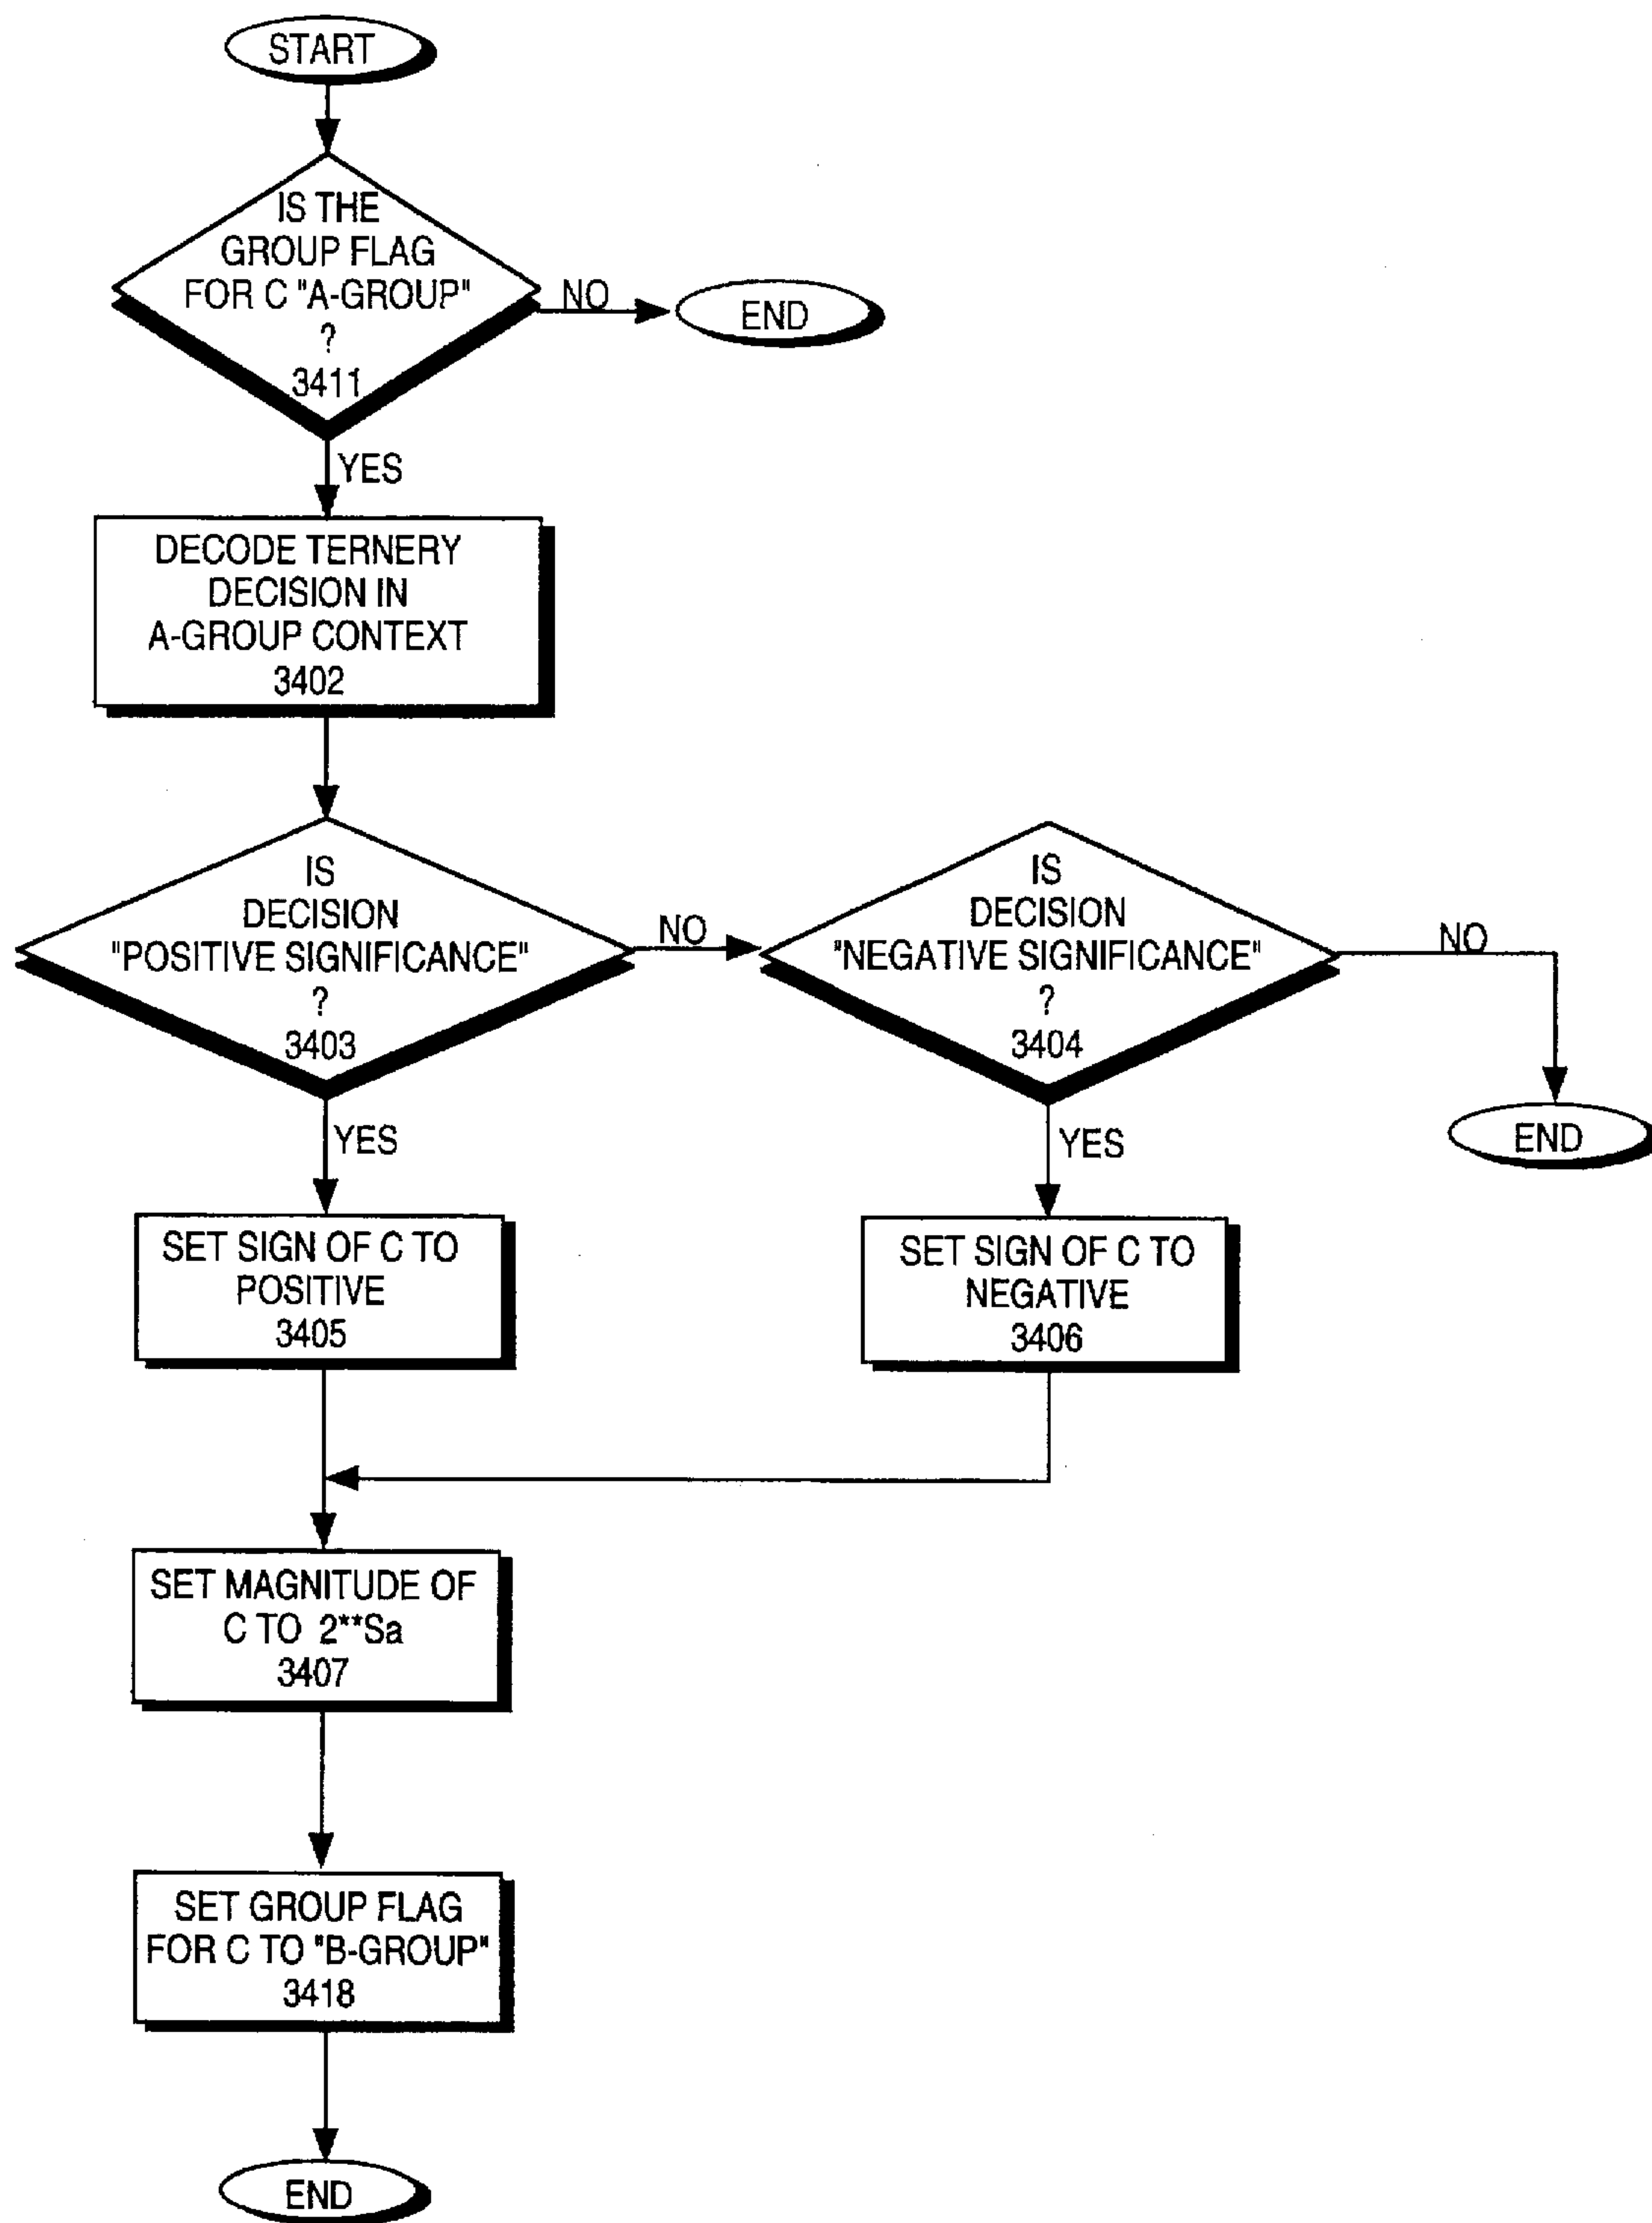 START
IS THE
GROUP FLAG
FOR C "A-GROUP"
?
3411
NO
END
YES
DECODE TERNERY
DECISION IN
A-GROUP CONTEXT
3402
IS
DECISION
"POSITIVE SIGNIFICANCE"
?
3403
NO
IS
DECISION
"NEGATIVE SIGNIFICANCE"
?
3404
NO
END
YES
YES
SET SIGN OF C TO
POSITIVE
3405
SET SIGN OF C TO
NEGATIVE
3406
SET MAGNITUDE OF
C TO 2**Sa
3407
SET GROUP FLAG
FOR C TO "B-GROUP"
3418
END